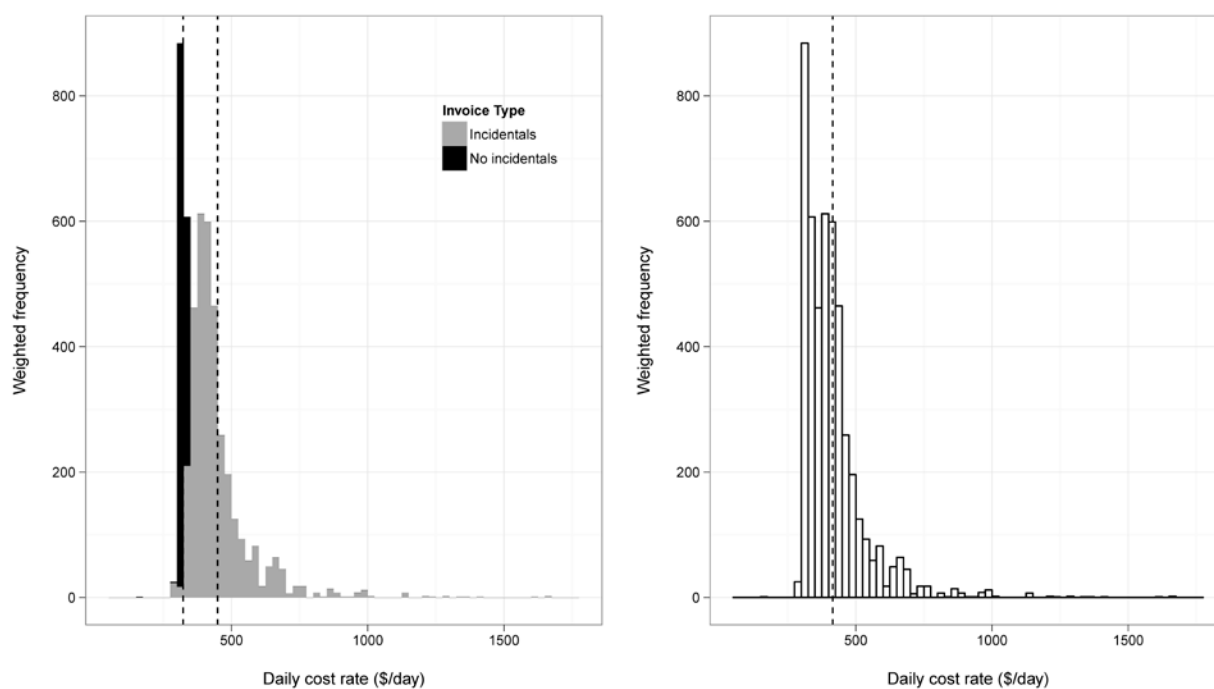 800
600
400
200
0
Weighted frequency
Invoice Type
Incidentals
No incidentals
500
1000
1500
Daily cost rate ($/day)
800
600
400
200
0
Weighted frequency
500
1000
1500
Daily cost rate ($/day)